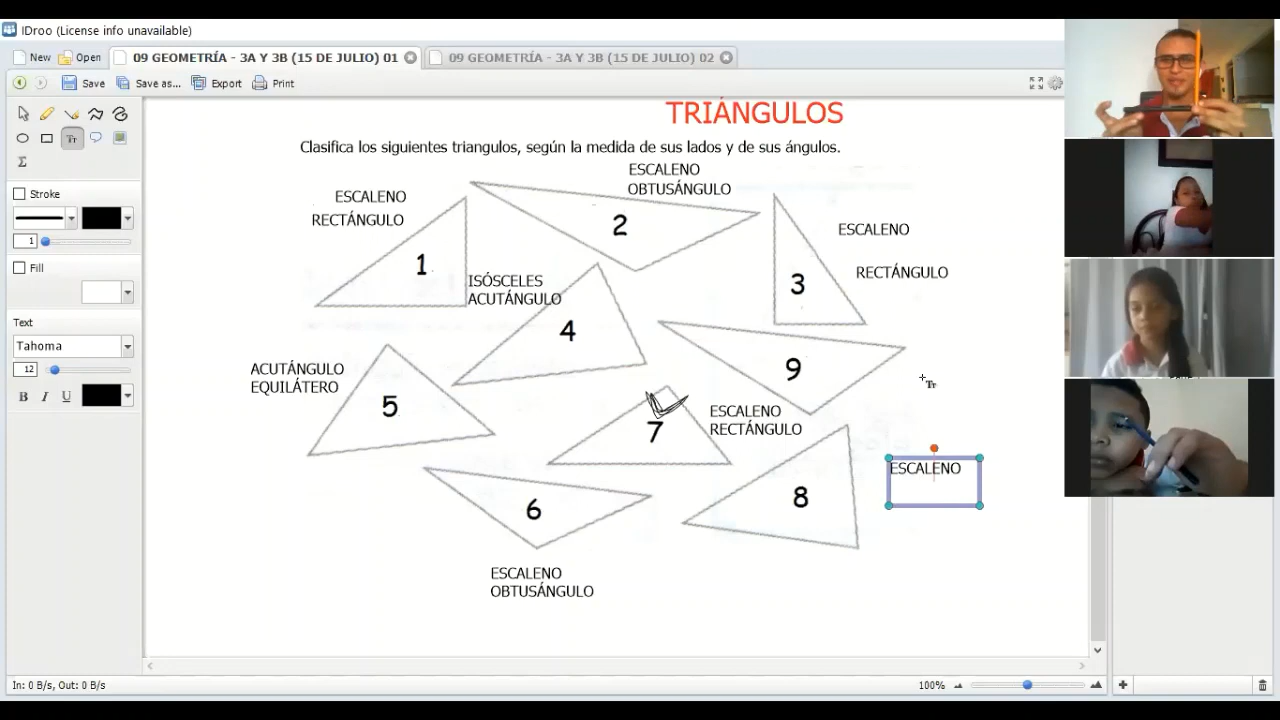 IDroo (License info unavailable)
New Open 09 GEOMETRÍA - 3A Y 3B (15 DE JULIO) 01 09 GEOMETRÍA - 3A Y 3B (15 DE JULIO) 02
Save Save as... Export Print
Tr
Σ
Stroke
1
Fill
Text
Tahoma
12
B I U
TRIÁNGULOS
Clasifica los siguientes triangulos, según la medida de sus lados y de sus ángulos.
ESCALENO
RECTÁNGULO
1
ESCALENO
OBTUSÁNGULO
2
ESCALENO
RECTÁNGULO
3
ISÓSCELES
ACUTÁNGULO
4
9
ACUTÁNGULO
EQUILÁTERO
5
7
ESCALENO
RECTÁNGULO
8
ESCALENO
6
ESCALENO
OBTUSÁNGULO
Tr
In: 0 B/s, Out: 0 B/s
100%